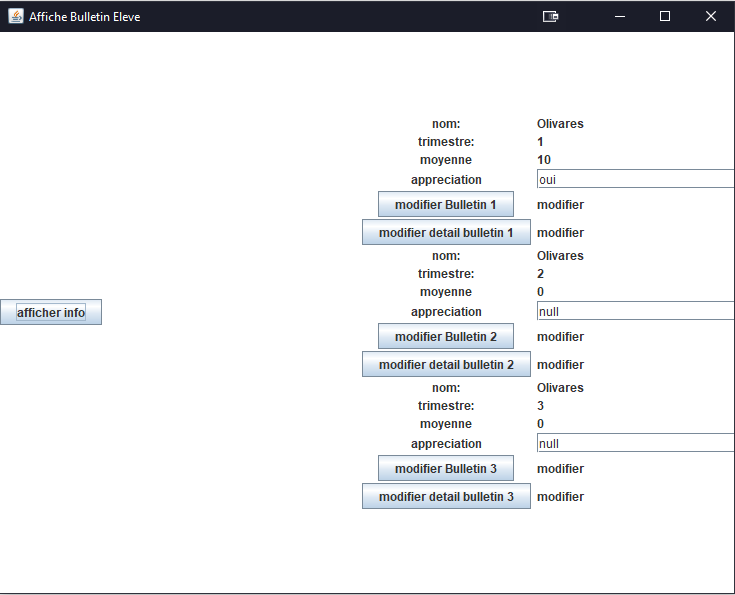 Affiche Bulletin Eleve
nom: Olivares
trimestre: 1
moyenne 10
appreciation oui
modifier Bulletin 1 modifier
modifier detail bulletin 1 modifier
nom: Olivares
trimestre: 2
moyenne 0
afficher info
appreciation null
modifier Bulletin 2 modifier
modifier detail bulletin 2 modifier
nom: Olivares
trimestre: 3
moyenne 0
appreciation null
modifier Bulletin 3 modifier
modifier detail bulletin 3 modifier